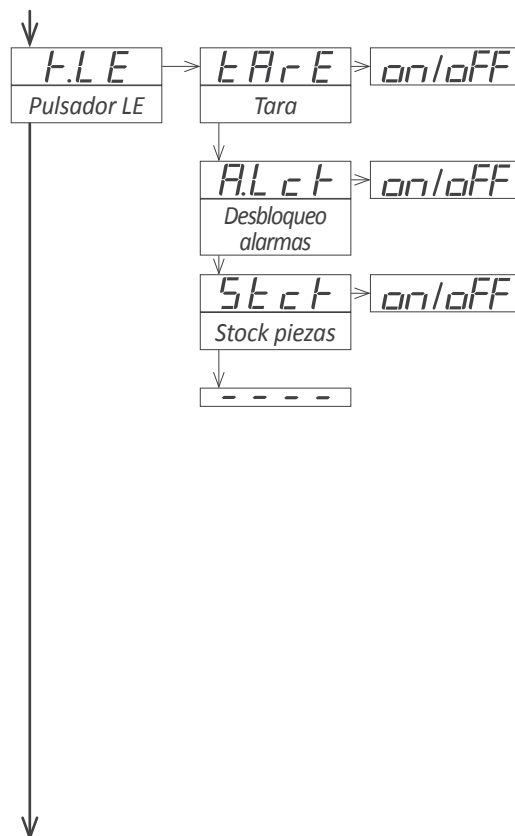 k.LE
Pulsador LE
tArE
on/oFF
Tara
A.Lck
on/oFF
Desbloqueo
alarmas
Stck
on/oFF
Stock piezas
- - - -